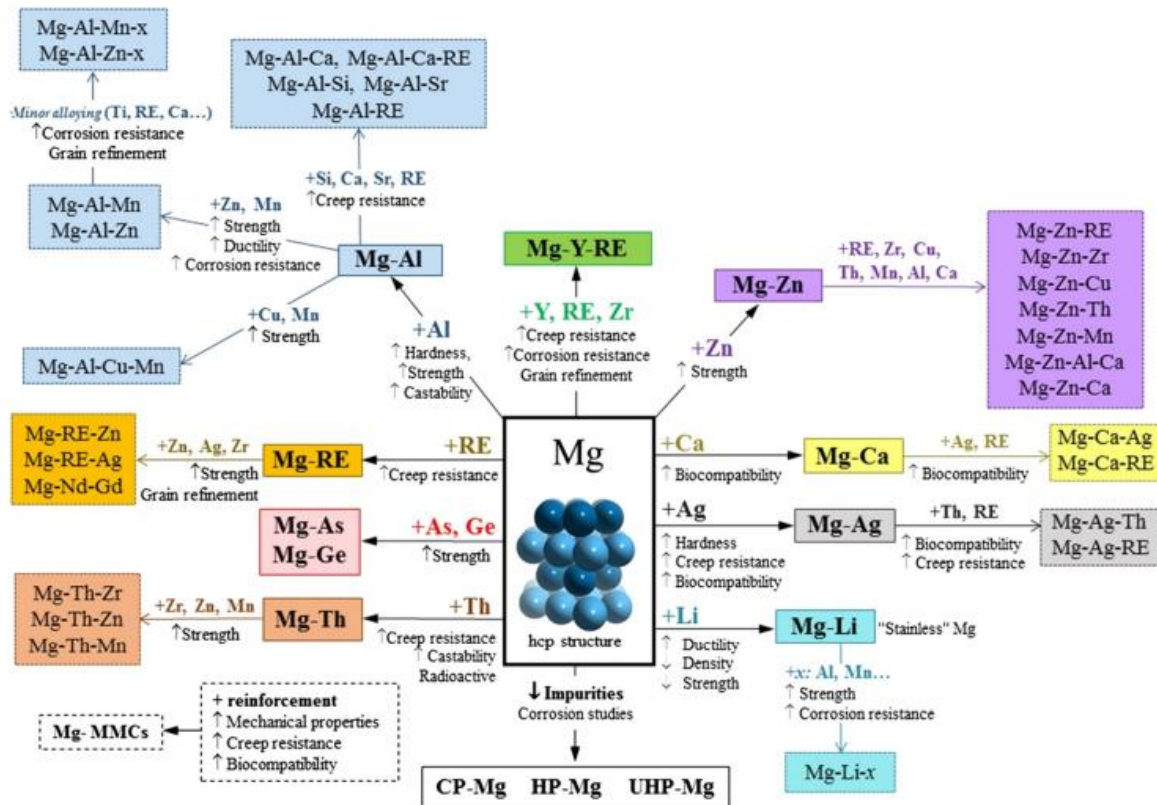 Mg-Al-Mn-x
Mg-Al-Zn-x
Minor alloying (Ti, RE, Ca…)
↑Corrosion resistance
Grain refinement
Mg-Al-Mn
Mg-Al-Zn
Mg-Al-Ca, Mg-Al-Ca-RE
Mg-Al-Si, Mg-Al-Sr
Mg-Al-RE
+Si, Ca, Sr, RE
↑Creep resistance
+Zn, Mn
↑ Strength
↑ Ductility
↑ Corrosion resistance
Mg-Al
+Cu, Mn
↑ Strength
Mg-Al-Cu-Mn
+Al
↑ Hardness,
↑Strength
↑ Castability
Mg-Y-RE
+Y, RE, Zr
↑Creep resistance
↑Corrosion resistance
Grain refinement
Mg-Zn
+Zn
↑ Strength
+RE, Zr, Cu,
Th, Mn, Al, Ca
Mg-Zn-RE
Mg-Zn-Zr
Mg-Zn-Cu
Mg-Zn-Th
Mg-Zn-Mn
Mg-Zn-Al-Ca
Mg-Zn-Ca
Mg-RE-Zn
Mg-RE-Ag
Mg-Nd-Gd
+Zn, Ag, Zr
↑Strength
Grain refinement
Mg-RE
+RE
↑Creep resistance
Mg-As
Mg-Ge
+As, Ge
↑Strength
Mg-Th-Zr
Mg-Th-Zn
Mg-Th-Mn
+Zr, Zn, Mn
↑Strength
Mg-Th
+Th
↑Creep resistance
↑ Castability
Radioactive
Mg
hcp structure
+Ca
↑ Biocompatibility
Mg-Ca
+Ag, RE
↑ Biocompatibility
Mg-Ca-Ag
Mg-Ca-RE
+Ag
↑ Hardness
↑ Creep resistance
↑ Biocompatibility
Mg-Ag
+Th, RE
↑ Biocompatibility
↑ Creep resistance
Mg-Ag-Th
Mg-Ag-RE
+Li
↑ Ductility
↓ Density
↓ Strength
Mg-Li
"Stainless" Mg
+x: Al, Mn…
↑ Strength
↑ Corrosion resistance
Mg-Li-x
Mg- MMCs
+ reinforcement
↑ Mechanical properties
↑ Creep resistance
↑ Biocompatibility
↓ Impurities
Corrosion studies
CP-Mg HP-Mg UHP-Mg